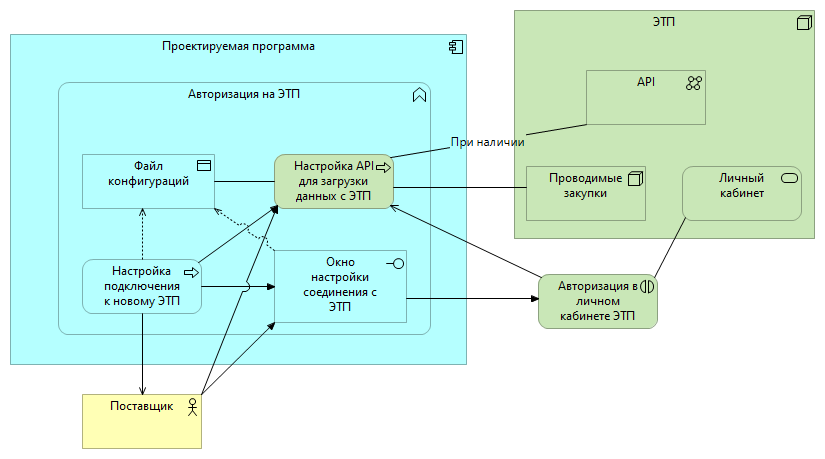 Проектируемая программа
Авторизация на ЭТП
Файл
конфигураций
Настройка API
для загрузки
данных с ЭТП
Настройка
подключения
к новому ЭТП
Окно
настройки
соединения с
ЭТП
Поставщик
При наличии
ЭТП
API
Проводимые
закупки
Личный
кабинет
Авторизация в
личном
кабинете ЭТП